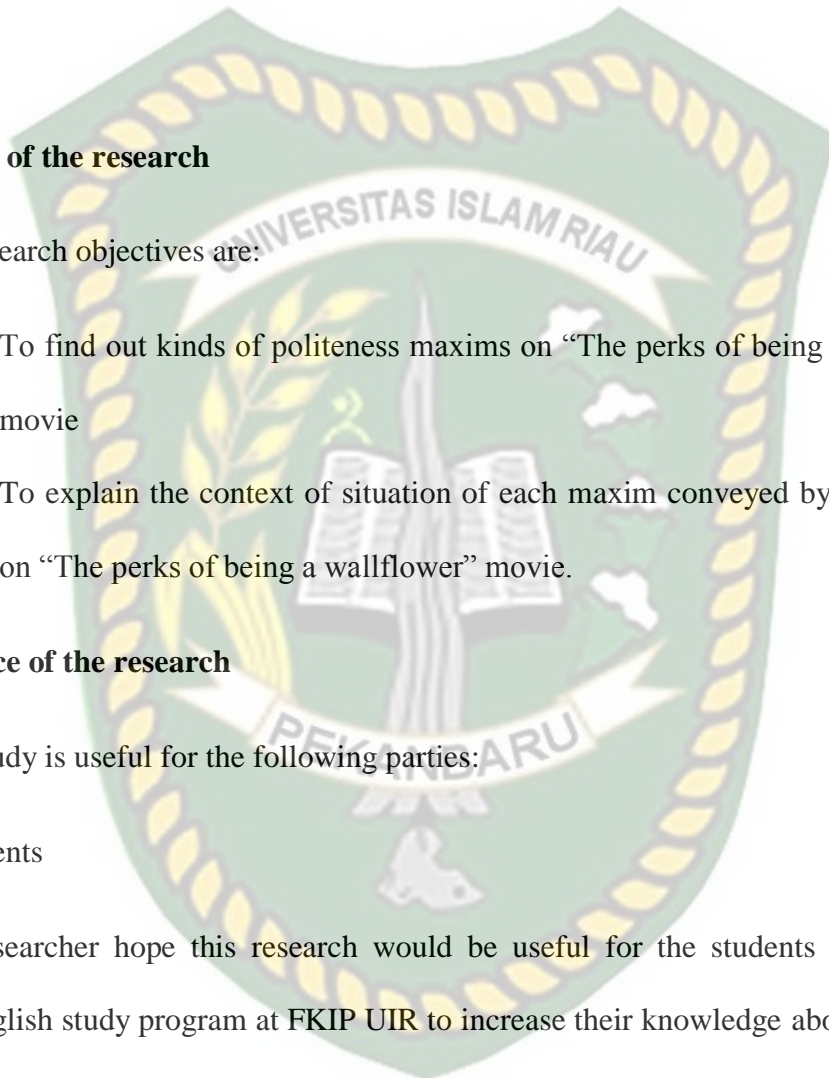 of the research
UNIVERSITAS ISLAM RIAU
earch objectives are:
To find out kinds of politeness maxims on “The perks of being
movie
To explain the context of situation of each maxim conveyed by
on “The perks of being a wallflower” movie.
ce of the research
PEKANBARU
udy is useful for the following parties:
ents
searcher hope this research would be useful for the students
glish study program at FKIP UIR to increase their knowledge abo